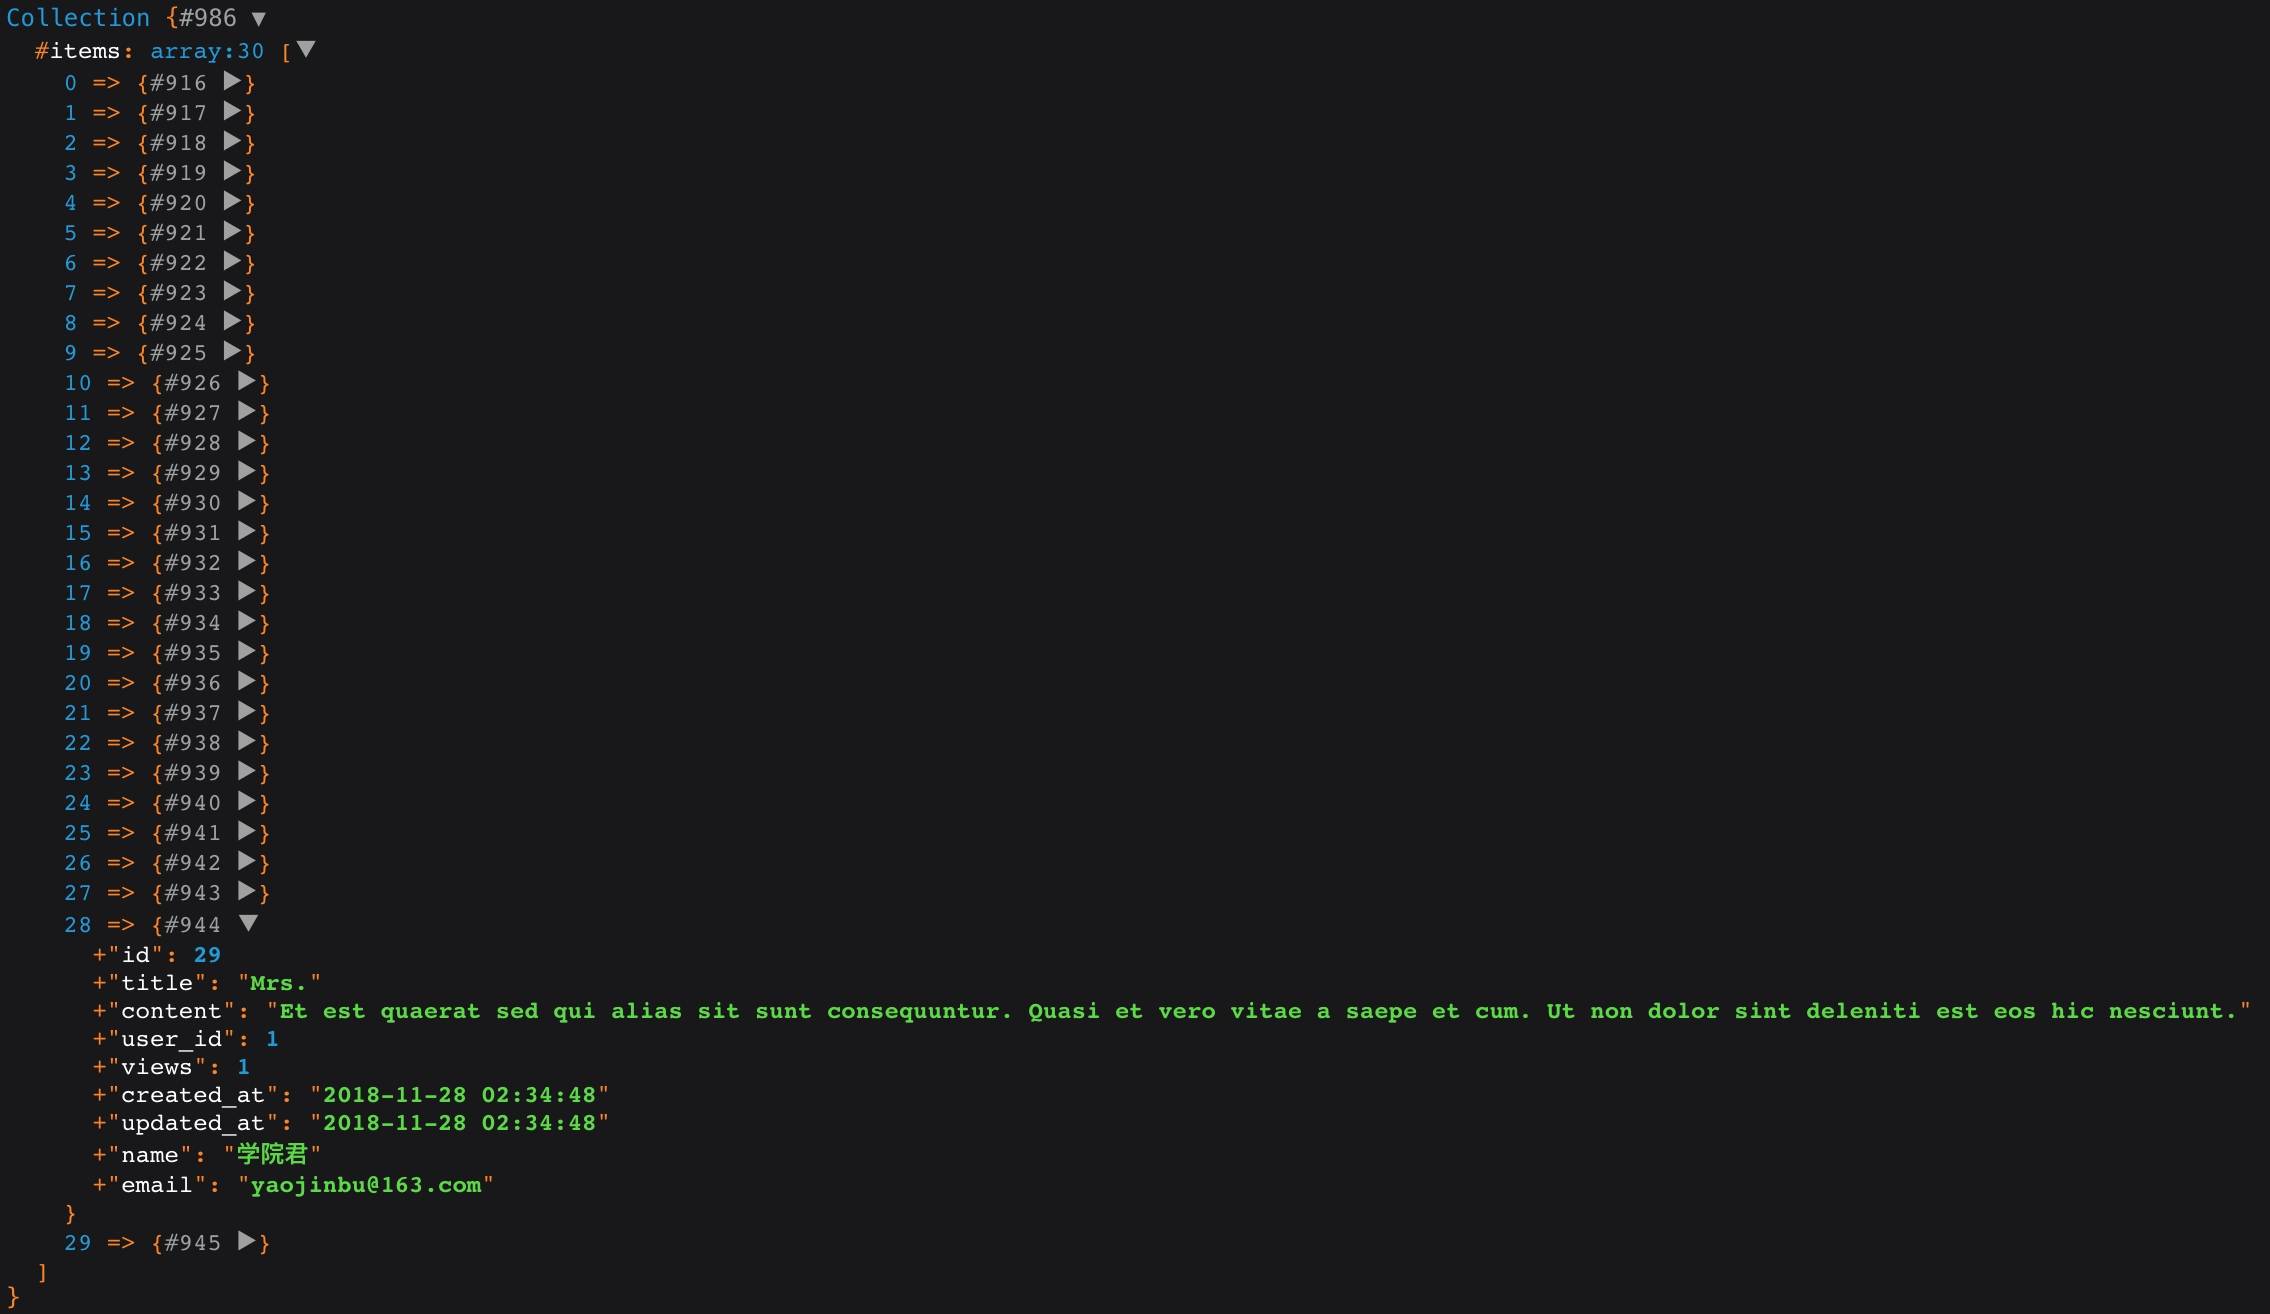 Collection {#986 ▼
#items: array:30 [▼
0 => {#916 ▶}
1 => {#917 ▶}
2 => {#918 ▶}
3 => {#919 ▶}
4 => {#920 ▶}
5 => {#921 ▶}
6 => {#922 ▶}
7 => {#923 ▶}
8 => {#924 ▶}
9 => {#925 ▶}
10 => {#926 ▶}
11 => {#927 ▶}
12 => {#928 ▶}
13 => {#929 ▶}
14 => {#930 ▶}
15 => {#931 ▶}
16 => {#932 ▶}
17 => {#933 ▶}
18 => {#934 ▶}
19 => {#935 ▶}
20 => {#936 ▶}
21 => {#937 ▶}
22 => {#938 ▶}
23 => {#939 ▶}
24 => {#940 ▶}
25 => {#941 ▶}
26 => {#942 ▶}
27 => {#943 ▶}
28 => {#944 ▼
+"id": 29
+"title": "Mrs."
+"content": "Et est quaerat sed qui alias sit sunt consequuntur. Quasi et vero vitae a saepe et cum. Ut non dolor sint deleniti est eos hic nesciunt."
+"user_id": 1
+"views": 1
+"created_at": "2018-11-28 02:34:48"
+"updated_at": "2018-11-28 02:34:48"
+"name": "学院君"
+"email": "yaojinbu@163.com"
}
29 => {#945 ▶}
]
}